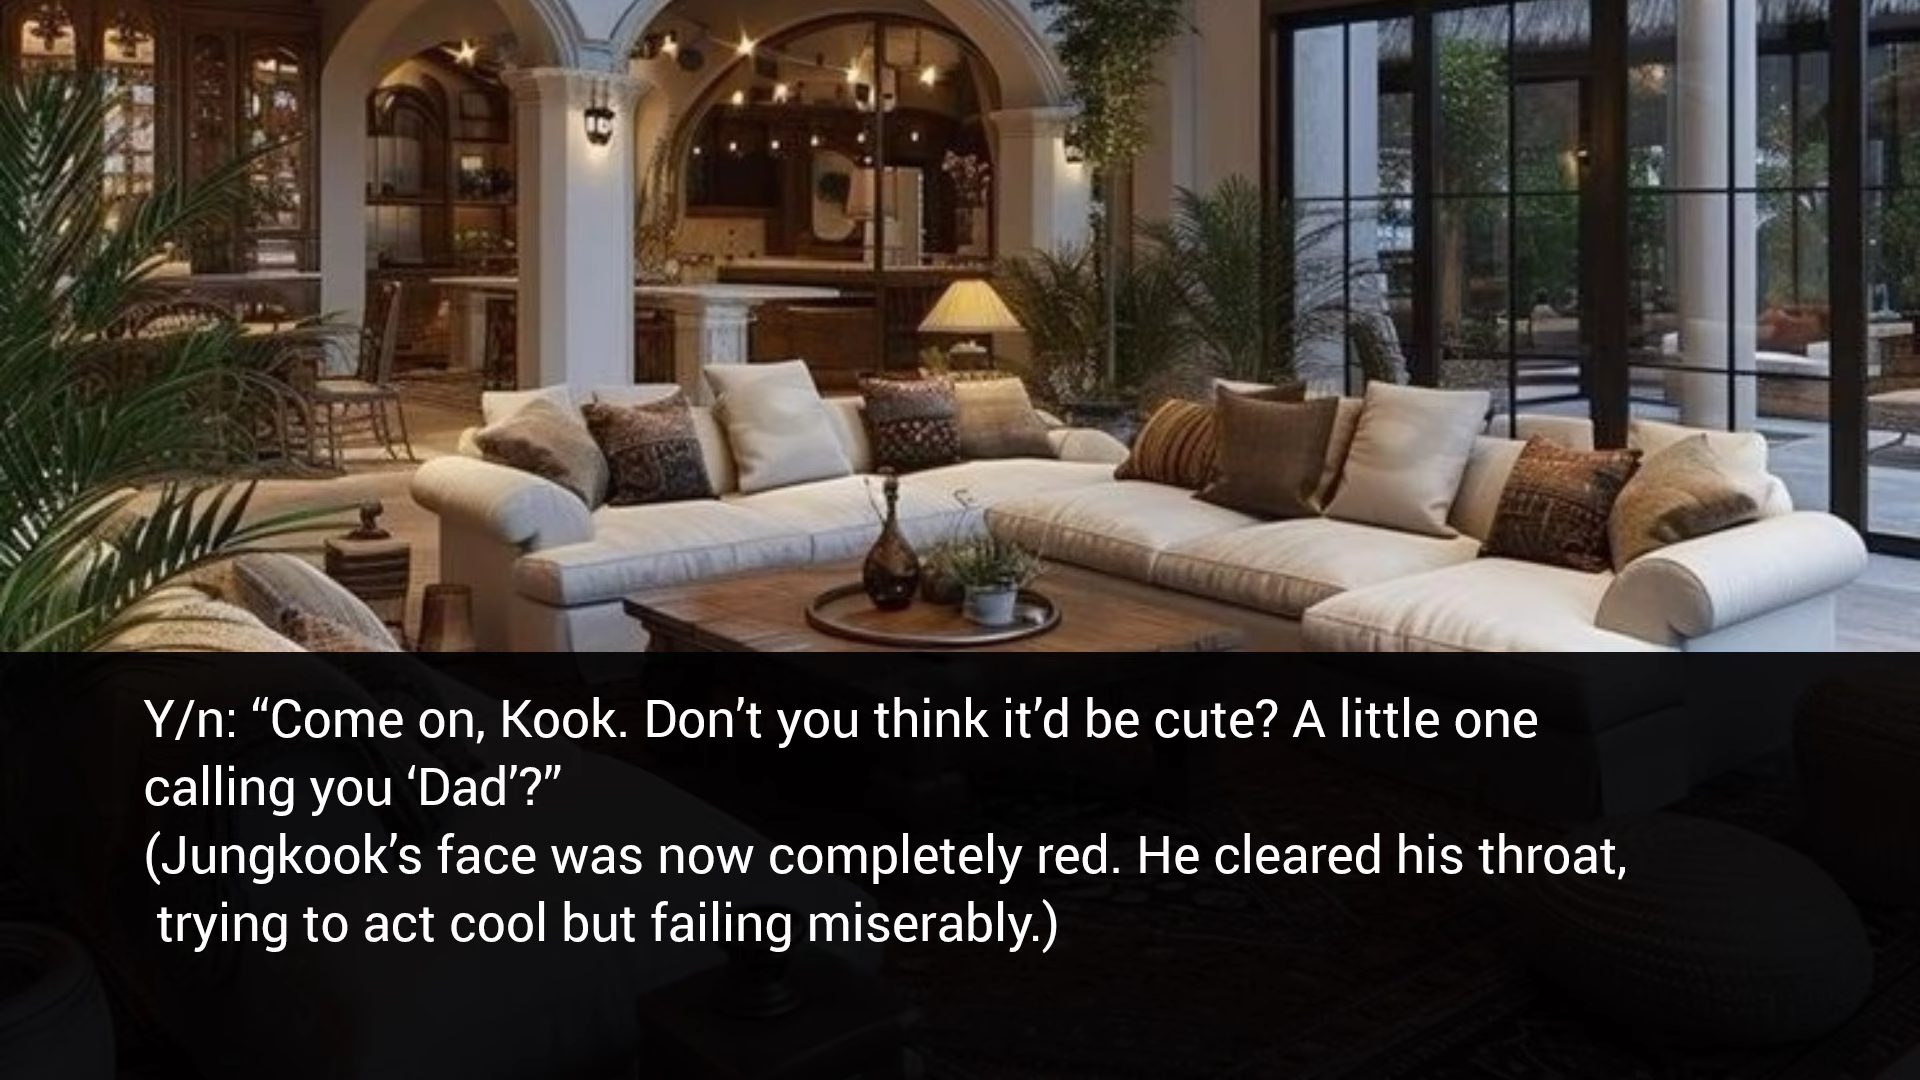 Y/n: “Come on, Kook. Don’t you think it’d be cute? A little one
calling you ‘Dad’?”
(Jungkook’s face was now completely red. He cleared his throat,
trying to act cool but failing miserably.)